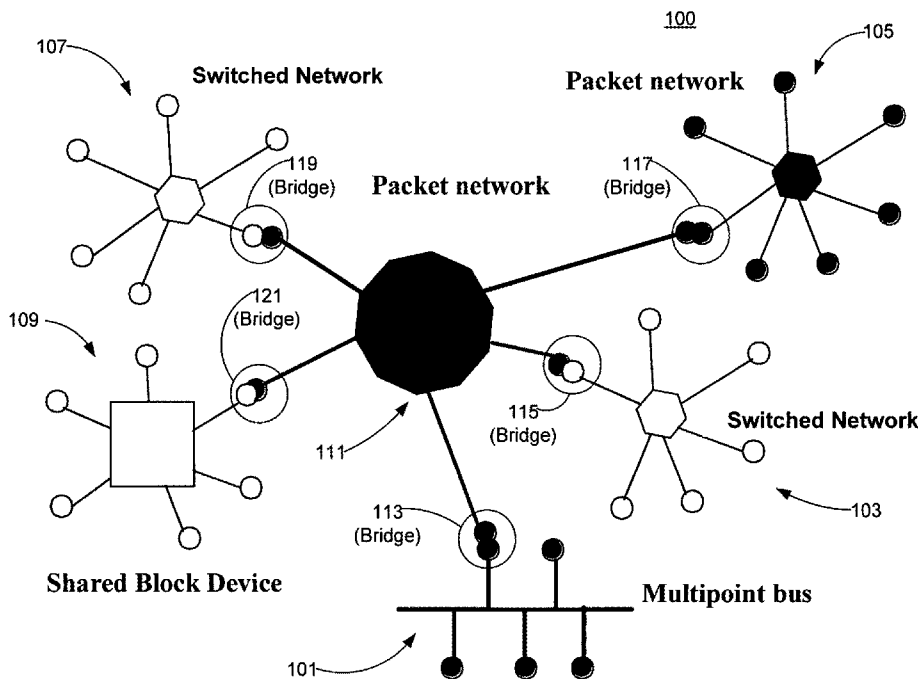 100
107
105
Switched Network
Packet network
119
(Bridge)
Packet network
117
(Bridge)
109
121
(Bridge)
115
(Bridge)
Switched Network
111
113
(Bridge)
103
Shared Block Device
Multipoint bus
101